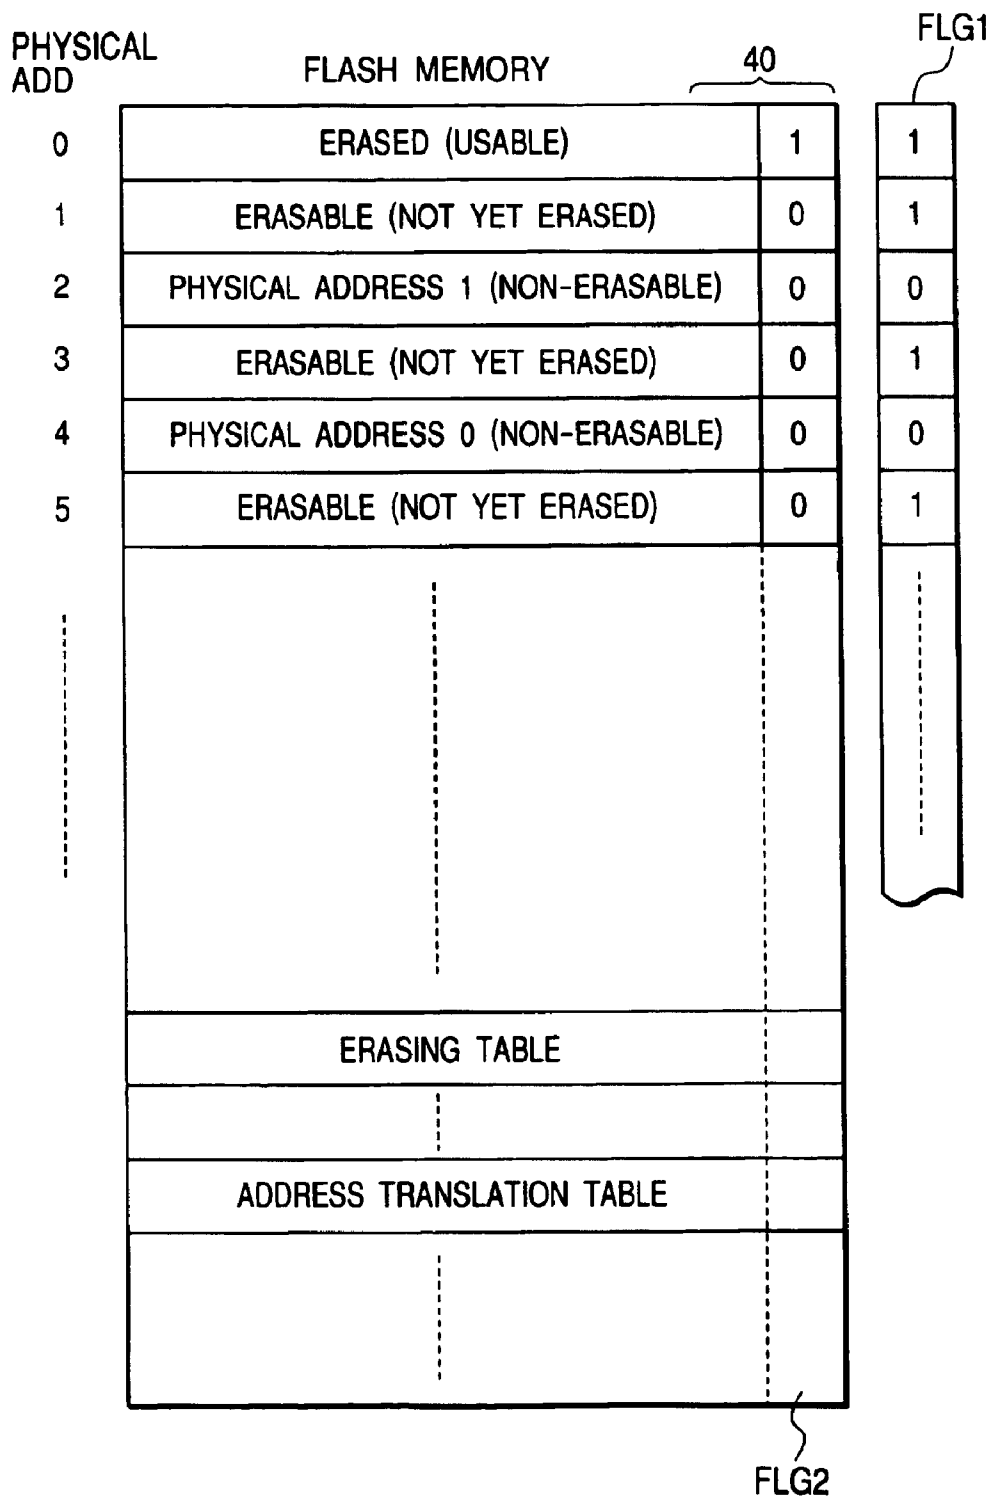 FLG1
PHYSICAL
ADD
FLASH MEMORY
40
0 ERASED (USABLE) 1 1
1 ERASABLE (NOT YET ERASED) 0 1
2 PHYSICAL ADDRESS 1 (NON-ERASABLE) 0 0
3 ERASABLE (NOT YET ERASED) 0 1
4 PHYSICAL ADDRESS 0 (NON-ERASABLE) 0 0
5 ERASABLE (NOT YET ERASED) 0 1
ERASING TABLE
ADDRESS TRANSLATION TABLE
FLG2